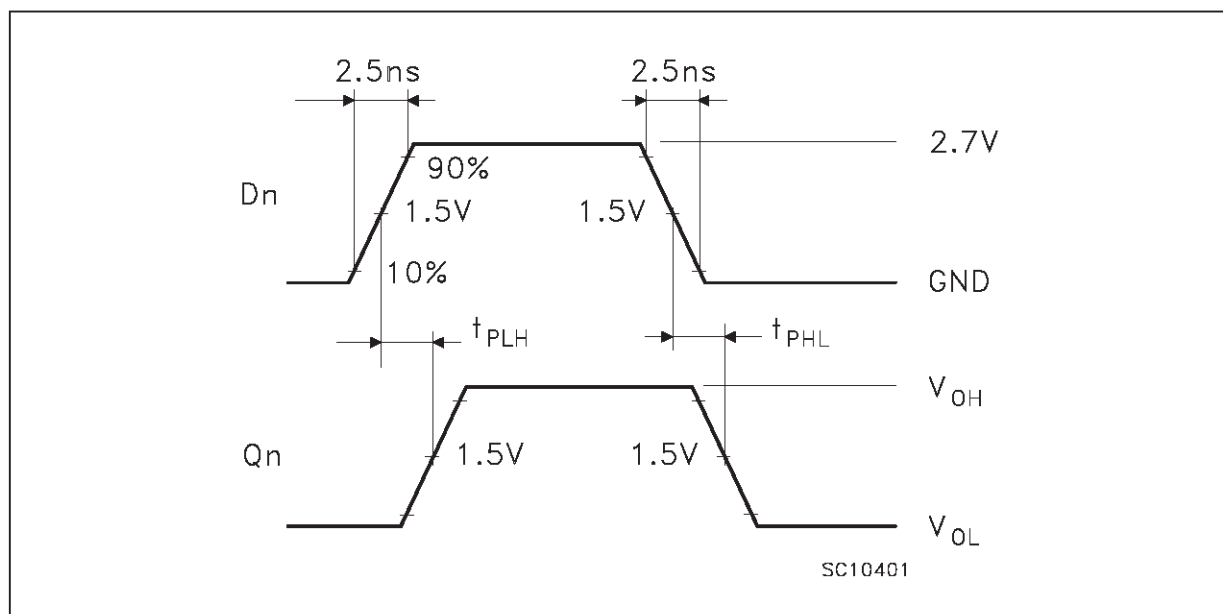 2.5ns 2.5ns
2.7V
90%
Dn 1.5V 1.5V
10%
GND
tPLH tPHL
VOH
Qn 1.5V 1.5V
VOL
SC10401